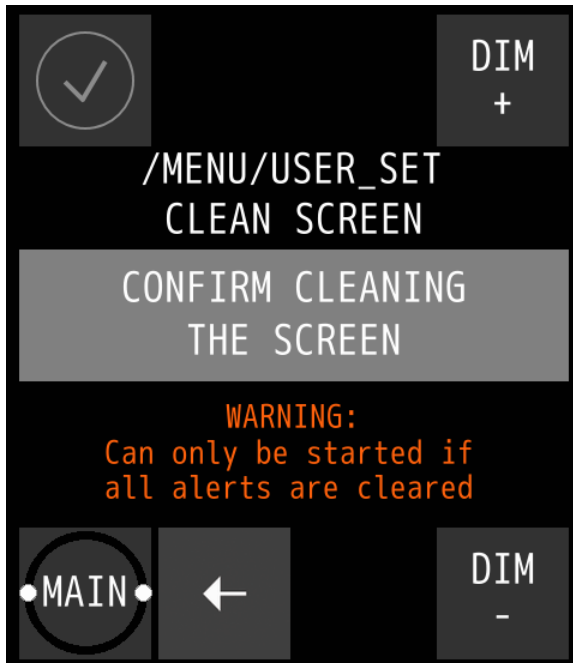 DIM
+
/MENU/USER_SET
CLEAN SCREEN
CONFIRM CLEANING
THE SCREEN
WARNING:
Can only be started if
all alerts are cleared
MAIN
←
DIM
-